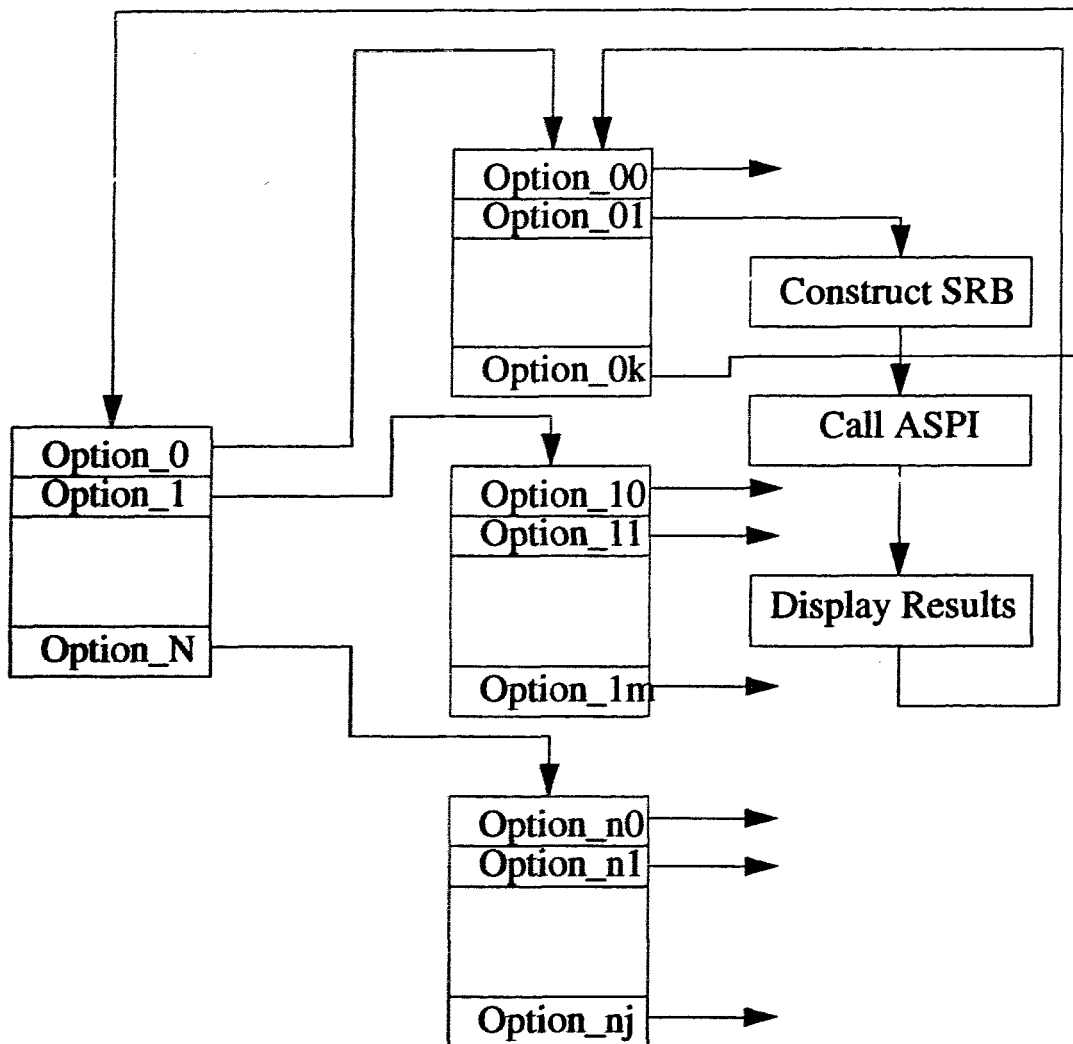 Option_00
Option_01
Option_0k
Construct SRB
Call ASPI
Display Results
Option_0
Option_1
Option_N
Option_10
Option_11
Option_1m
Option_n0
Option_n1
Option_nj